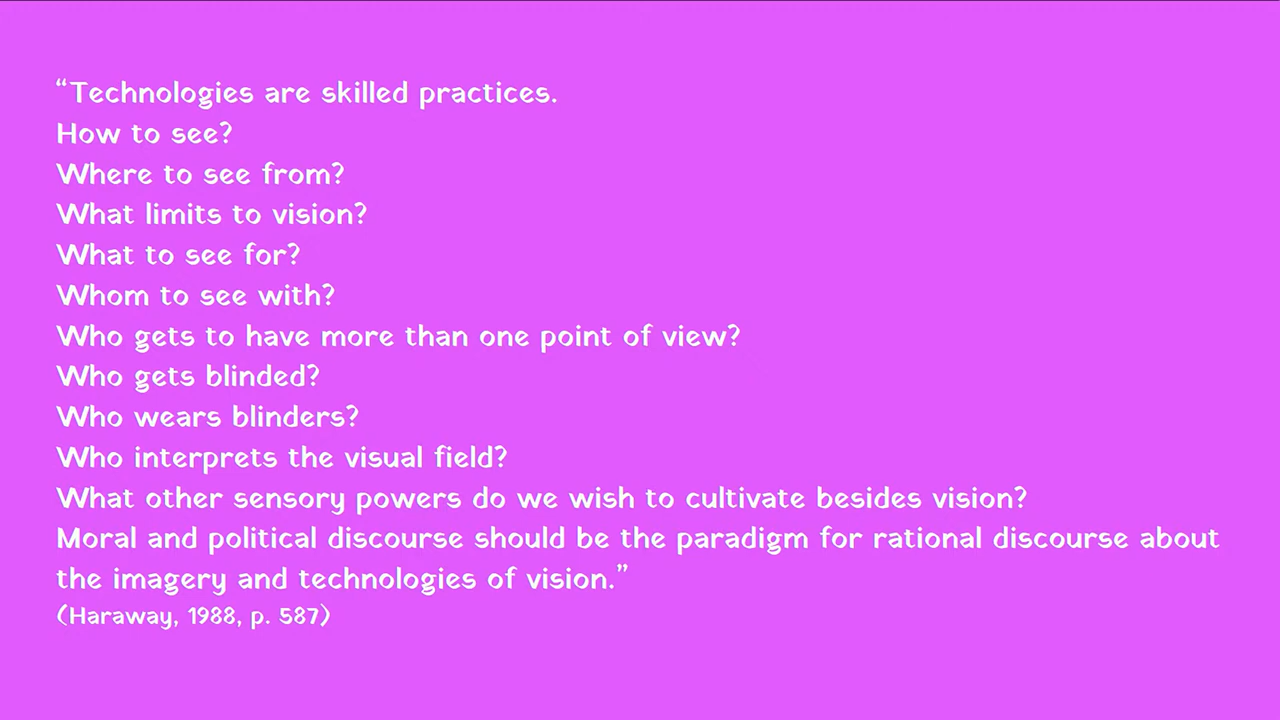 “Technologies are skilled practices.
How to see?
Where to see from?
What limits to vision?
What to see for?
Whom to see with?
Who gets to have more than one point of view?
Who gets blinded?
Who wears blinders?
Who interprets the visual field?
What other sensory powers do we wish to cultivate besides vision?
Moral and political discourse should be the paradigm for rational discourse about
the imagery and technologies of vision.”
(Haraway, 1988, p. 587)